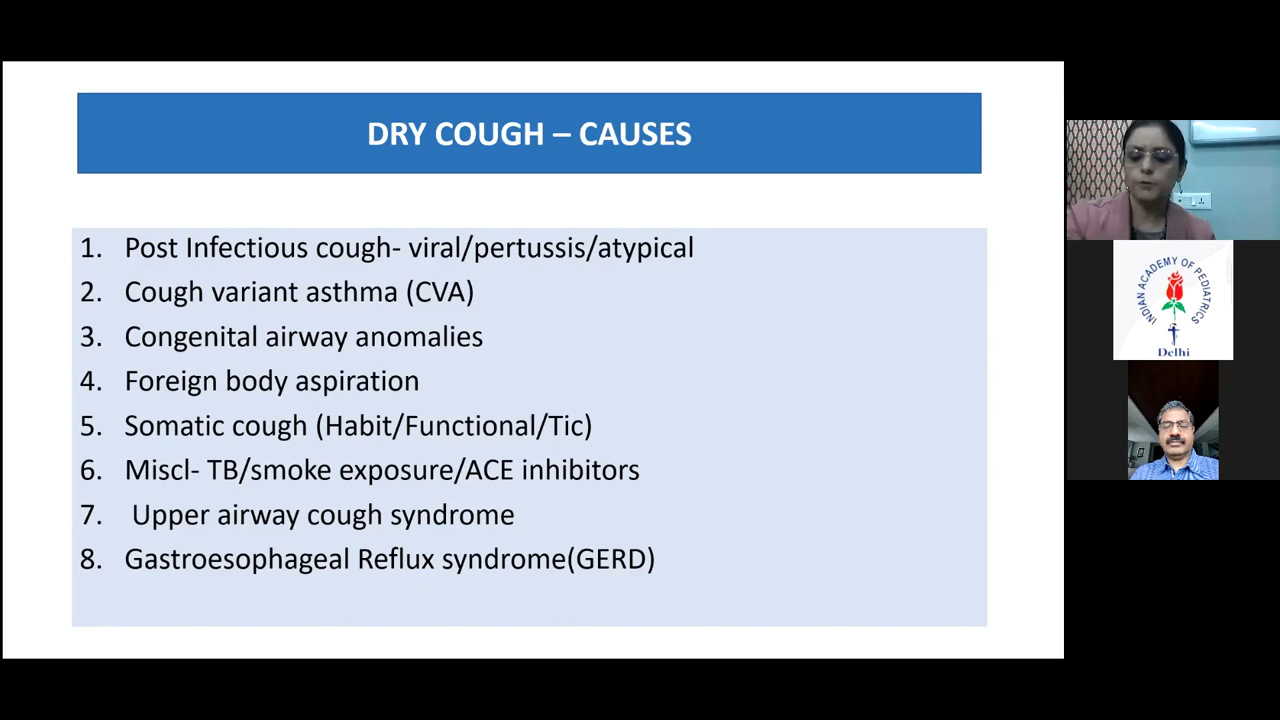 DRY COUGH – CAUSES
1. Post Infectious cough- viral/pertussis/atypical
2. Cough variant asthma (CVA)
3. Congenital airway anomalies
4. Foreign body aspiration
5. Somatic cough (Habit/Functional/Tic)
6. Miscl- TB/smoke exposure/ACE inhibitors
7. Upper airway cough syndrome
8. Gastroesophageal Reflux syndrome(GERD)
INDIAN ACADEMY OF PEDIATRICS
Delhi